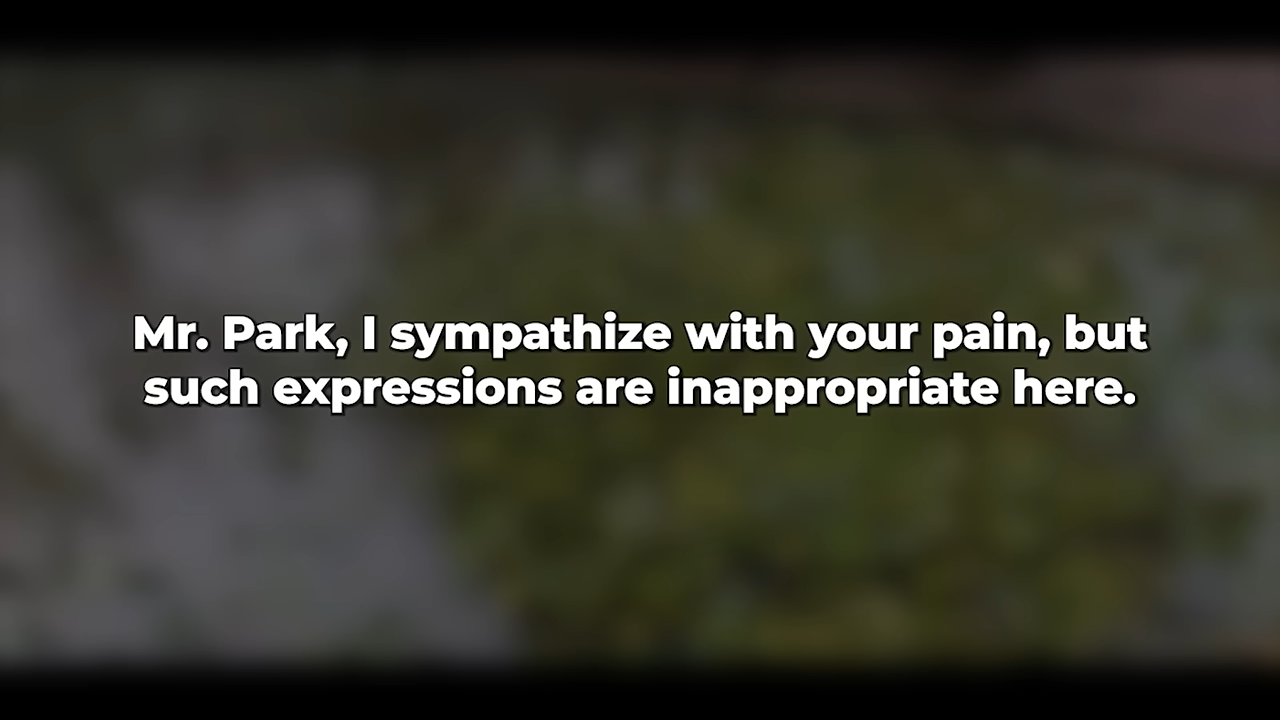 Mr. Park, I sympathize with your pain, but
such expressions are inappropriate here.